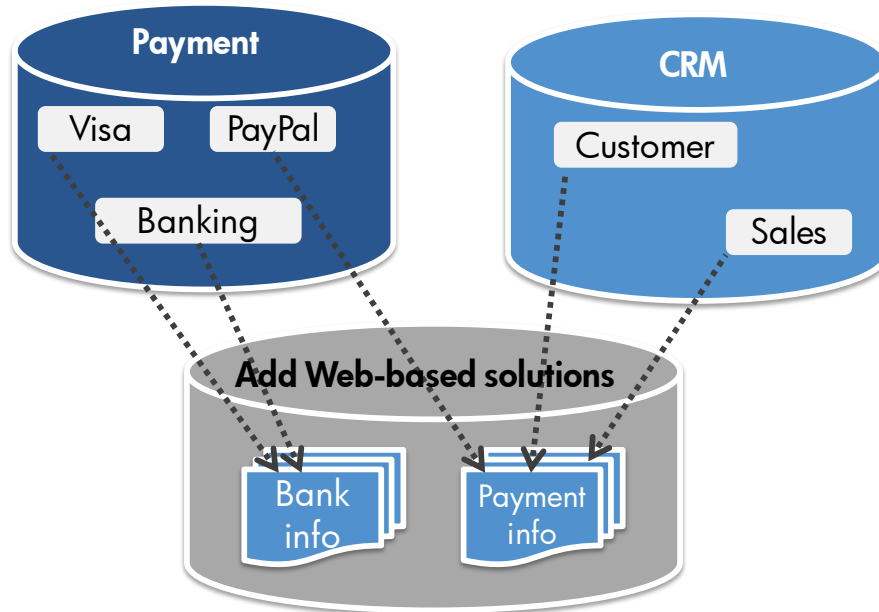 Payment
CRM
Visa
PayPal
Customer
Banking
Sales
Add Web-based solutions
Bank
info
Payment
info